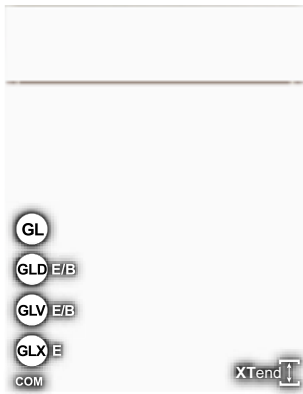 GL
GLD E/B
GLV E/B
GLX E
COM
XTend